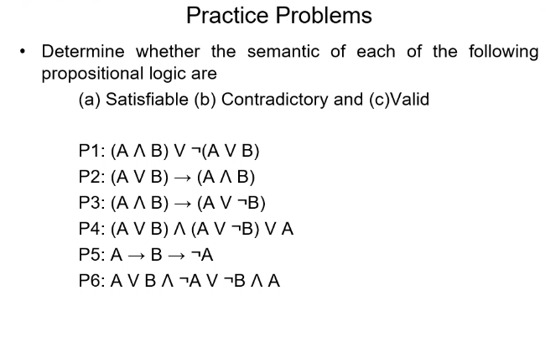 Practice Problems
• Determine whether the semantic of each of the following
propositional logic are
(a) Satisfiable (b) Contradictory and (c)Valid
P1: (A Λ B) V ¬(A V B)
P2: (A V B) → (A Λ B)
P3: (A Λ B) → (A V ¬B)
P4: (A V B) Λ (A V ¬B) V A
P5: A → B → ¬A
P6: A V B Λ ¬A V ¬B Λ A